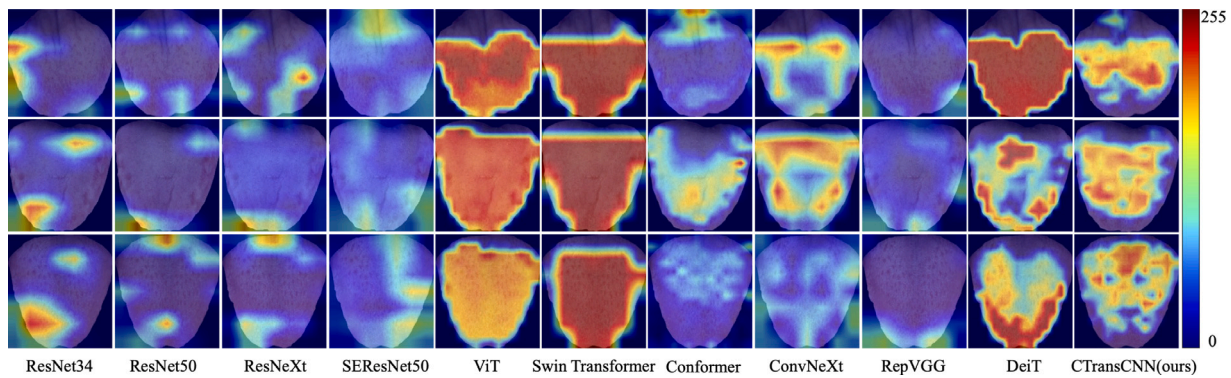 255
0
ResNet34 ResNet50 ResNeXt SEResNet50 ViT Swin Transformer Conformer ConvNeXt RepVGG DeiT CTransCNN(ours)